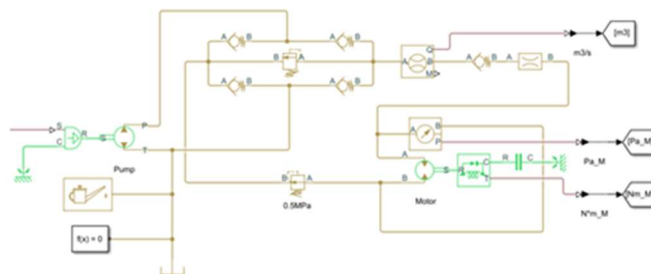 [m3]
A B A B
Q
B A
A B
M
A B
A B
m3/s
A B A B
S
C
R
S
P
T
Pump
B
A
P
[Pa_M]
Pa_M
A
B
S
C
R C
T
B A
0.5MPa
Motor
[Nm_M]
N*m_M
f(x) = 0